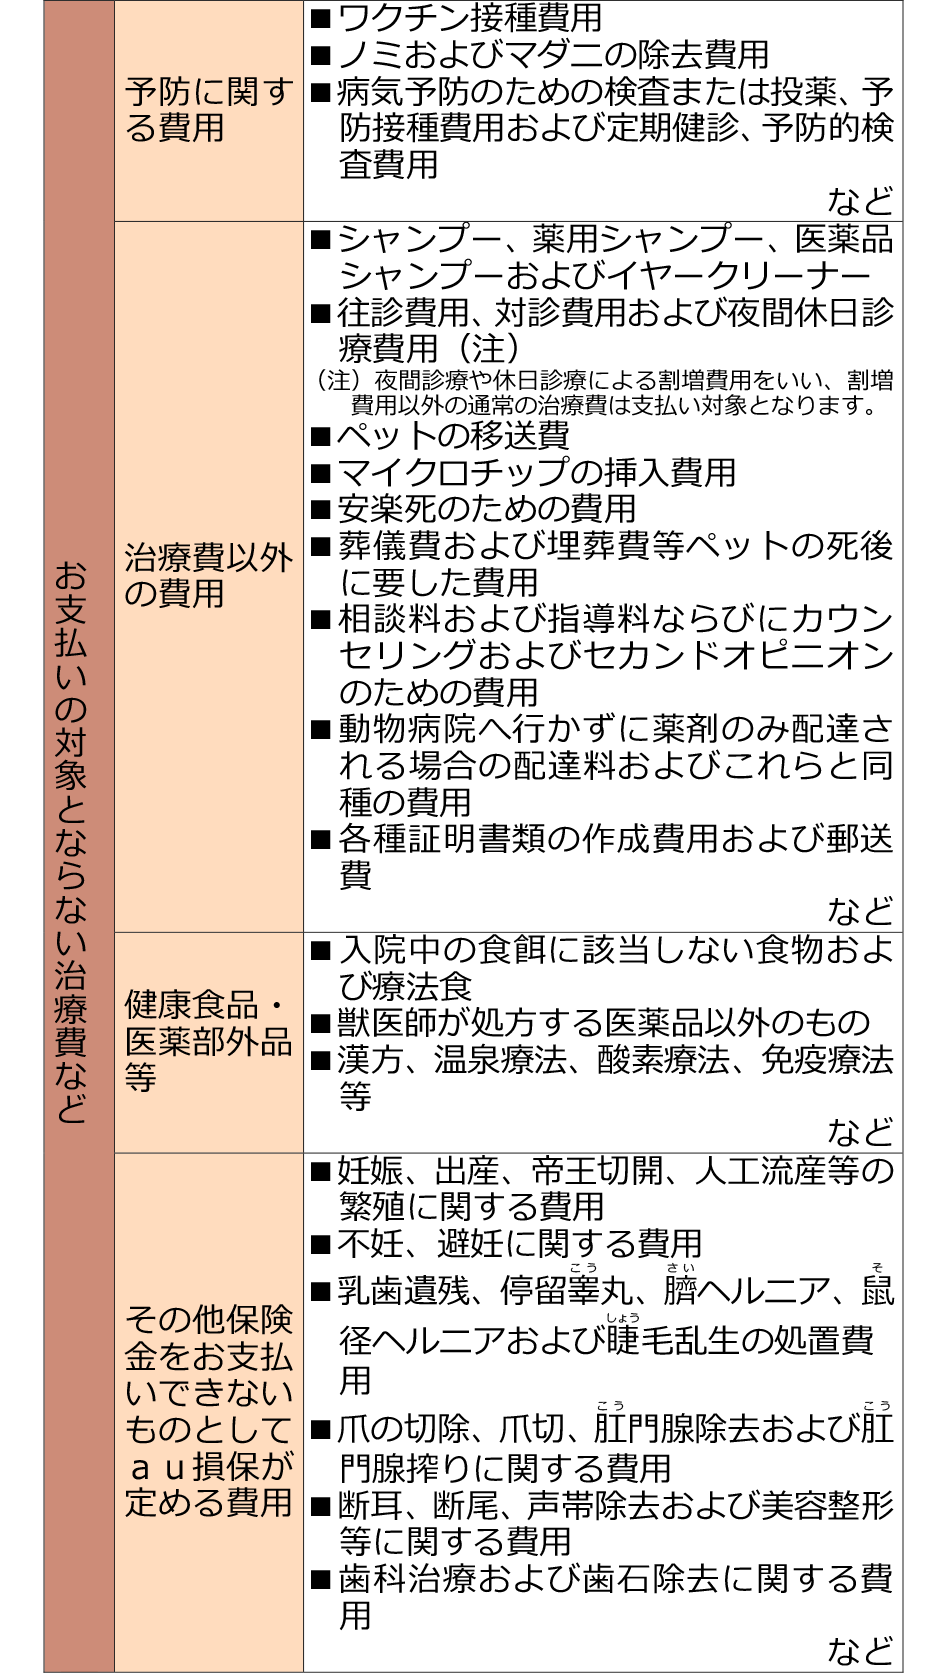 お支払いの対象とならない治療費など
予防に関す
る費用
■ワクチン接種費用
■ノミおよびマダニの除去費用
■病気予防のための検査または投薬、予
防接種費用および定期健診、予防的検
査費用
など
治療費以外
の費用
■シャンプー、薬用シャンプー、医薬品
シャンプーおよびイヤークリーナー
■往診費用、対診費用および夜間休日診
療費用（注）
（注）夜間診療や休日診療による割増費用をいい、割増
費用以外の通常の治療費は支払い対象となります。
■ペットの移送費
■マイクロチップの挿入費用
■安楽死のための費用
■葬儀費および埋葬費等ペットの死後
に要した費用
■相談料および指導料ならびにカウン
セリングおよびセカンドオピニオン
のための費用
■動物病院へ行かずに薬剤のみ配達さ
れる場合の配達料およびこれらと同
種の費用
■各種証明書類の作成費用および郵送
費
など
健康食品・
医薬部外品
等
■入院中の食餌に該当しない食物およ
び療法食
■獣医師が処方する医薬品以外のもの
■漢方、温泉療法、酸素療法、免疫療法
等
など
その他保険
金をお支払
いできない
ものとして
ａｕ損保が
定める費用
■妊娠、出産、帝王切開、人工流産等の
繁殖に関する費用
■不妊、避妊に関する費用
こう さい そ
■乳歯遺残、停留睾丸、臍ヘルニア、鼠
しょう
径ヘルニアおよび睫毛乱生の処置費
用
こう こう
■爪の切除、爪切、肛門腺除去および肛
門腺搾りに関する費用
■断耳、断尾、声帯除去および美容整形
等に関する費用
■歯科治療および歯石除去に関する費
用
など